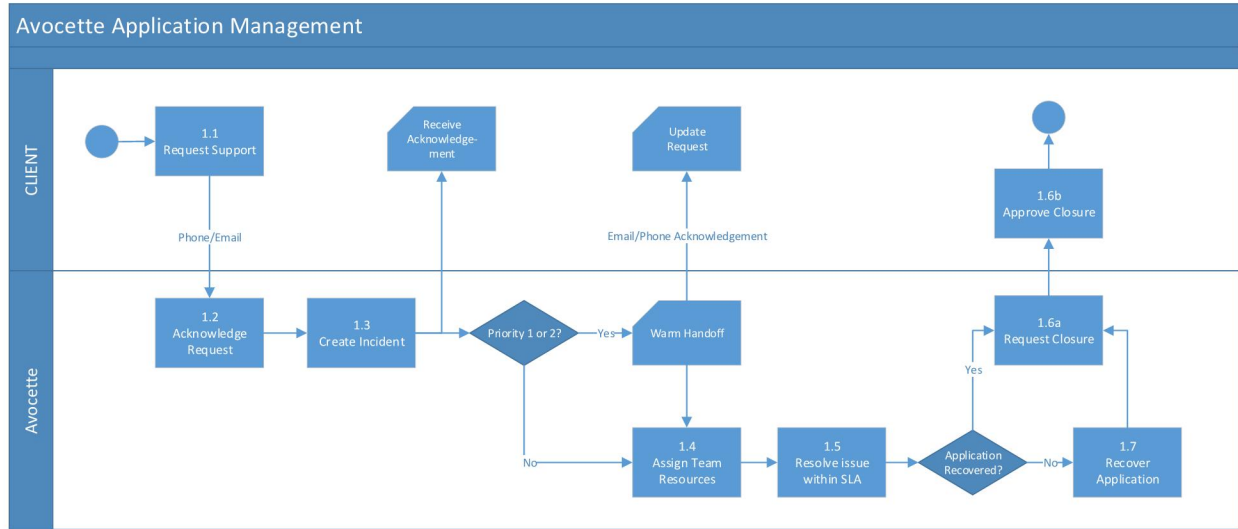 Avocette Application Management
CLIENT
1.1
Request Support
Receive
Acknowledge-
ment
Update
Request
1.6b
Approve Closure
Phone/Email
Email/Phone Acknowledgement
Avocette
1.2
Acknowledge
Request
1.3
Create Incident
Priority 1 or 2?
Yes
Warm Handoff
1.6a
Request Closure
Yes
No
1.4
Assign Team
Resources
1.5
Resolve issue
within SLA
Application
Recovered?
No
1.7
Recover
Application